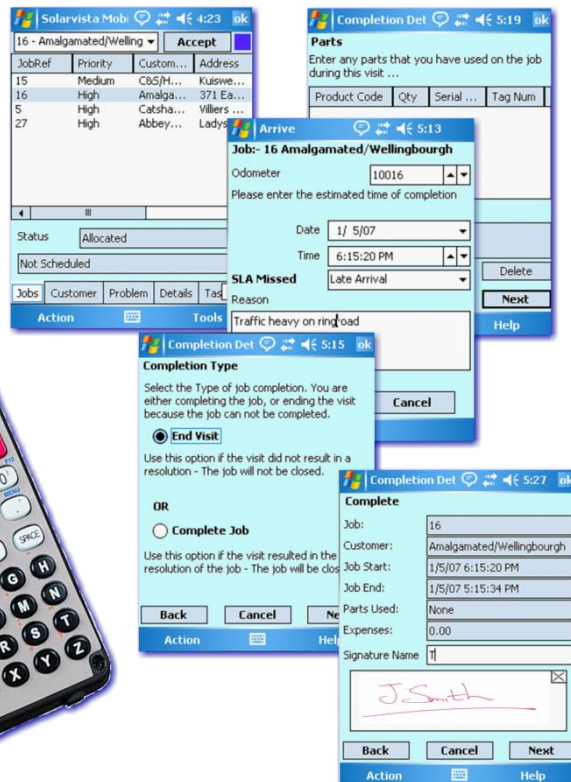 Solarvista Mobi 4:23 ok
16 - Amalgamated/Welling Accept
JobRef Priority Custom... Address
15 Medium C&S/H... Kuiswe...
16 High Amalga... 371 Ea...
5 High Catsha... Villiers ...
27 High Abbey... Ladys
Status Allocated
Not Scheduled
Jobs Customer Problem Details Tas
Action Tools
Completion Det 5:19 ok
Parts
Enter any parts that you have used on the job
during this visit ...
Product Code Qty Serial ... Tag Num
Delete
Next
Help
Arrive 5:13
Job:- 16 Amalgamated/Wellingbourgh
Odometer 10016
Please enter the estimated time of completion
Date 1/ 5/07
Time 6:15:20 PM
SLA Missed Late Arrival
Reason
Traffic heavy on ring road
Cancel
Completion Det 5:15 ok
Completion Type
Select the Type of job completion. You are
either completing the job, or ending the visit
because the job can not be completed.
End Visit
Use this option if the visit did not result in a
resolution - The job will not be closed.
OR
Complete Job
Use this option if the visit resulted in the
resolution of the job - The job will be clos
Back Cancel Ne
Action Hel
Completion Det 5:27 ok
Complete
Job: 16
Customer: Amalgamated/Wellingbourgh
Job Start: 1/5/07 6:15:20 PM
Job End: 1/5/07 5:15:34 PM
Parts Used: None
Expenses: 0.00
Signature Name T
J Smith
Back Cancel Next
Action Help
F10
0
MENU
.
SPACE
G H
M N
R S T
X Y Z